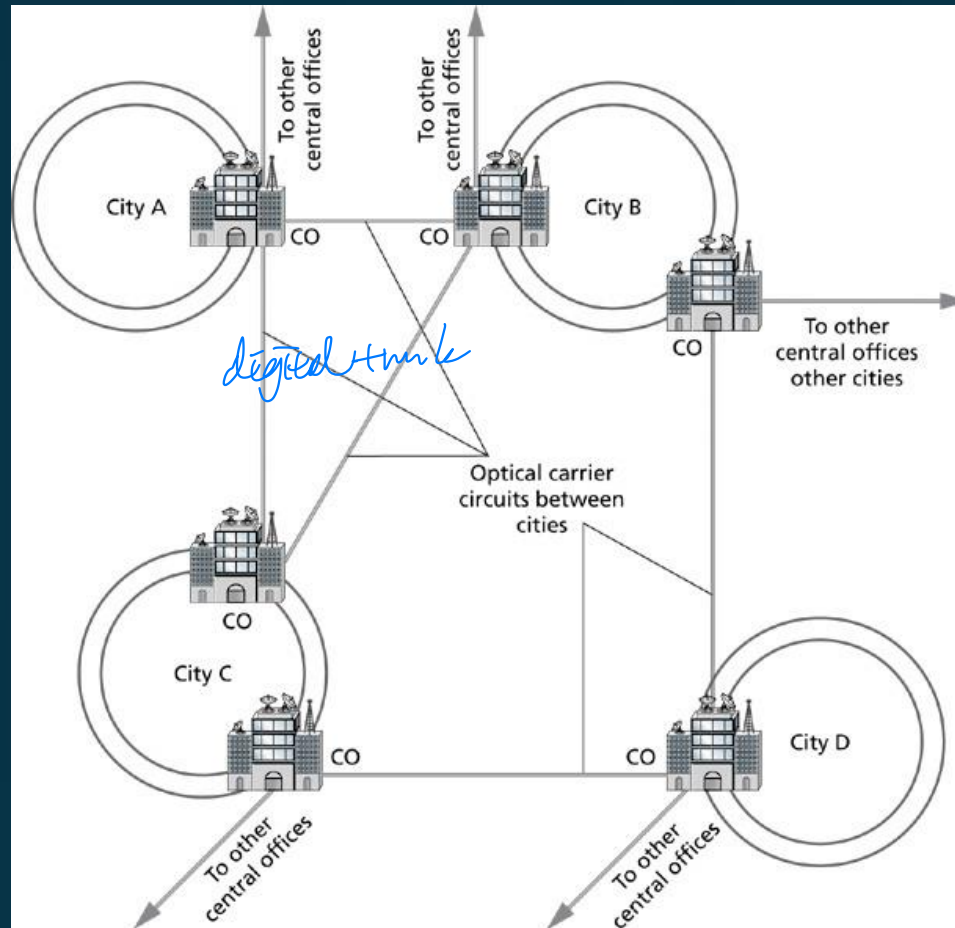 To other
central offices
To other
central offices
City A
City B
CO
CO
CO
To other
central offices
other cities
digital trunk
Optical carrier
circuits between
cities
CO
City C
CO
CO
City D
To other
central offices
To other
central offices